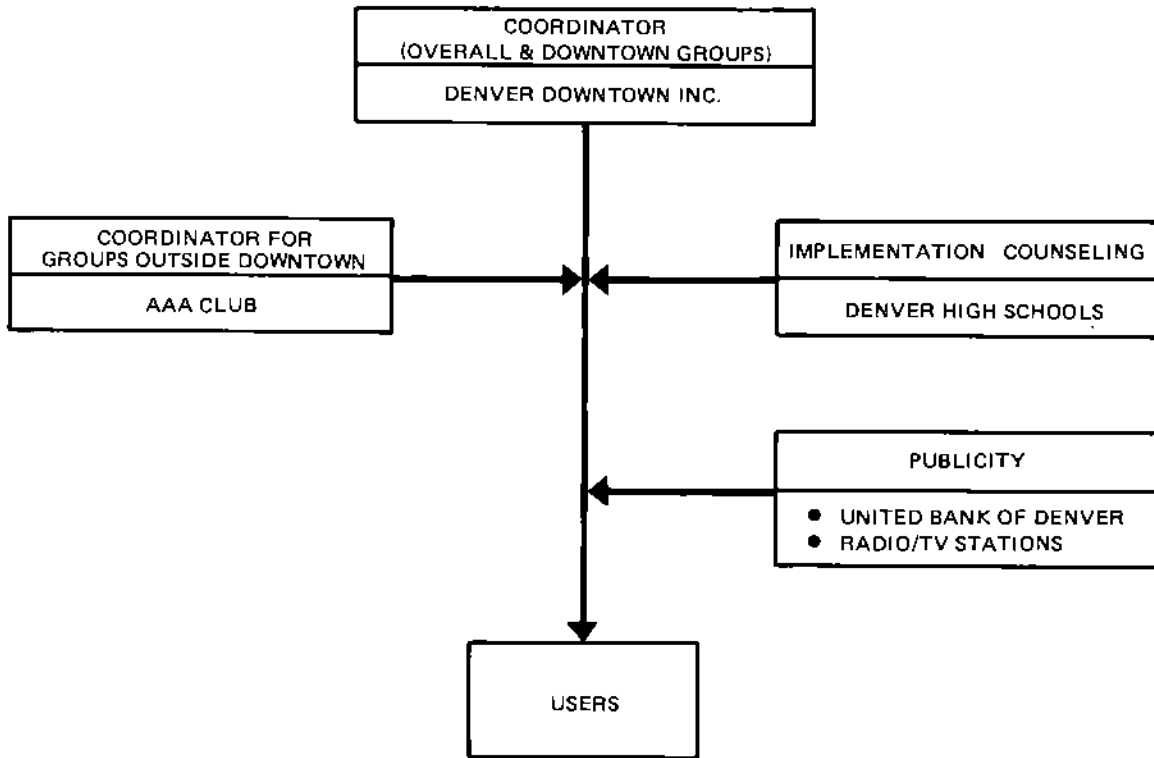 COORDINATOR
(OVERALL & DOWNTOWN GROUPS)
DENVER DOWNTOWN INC.
COORDINATOR FOR
GROUPS OUTSIDE DOWNTOWN
AAA CLUB
IMPLEMENTATION COUNSELING
DENVER HIGH SCHOOLS
PUBLICITY
● UNITED BANK OF DENVER
● RADIO/TV STATIONS
USERS